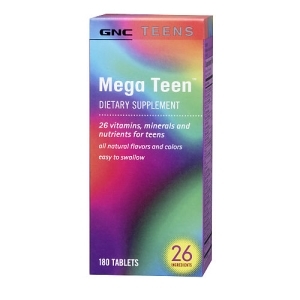 GNC TEENS
Mega Teen™
DIETARY SUPPLEMENT
26 vitamins, minerals and
nutrients for teens
all natural flavors and colors
easy to swallow
180 TABLETS
26
INGREDIENTS